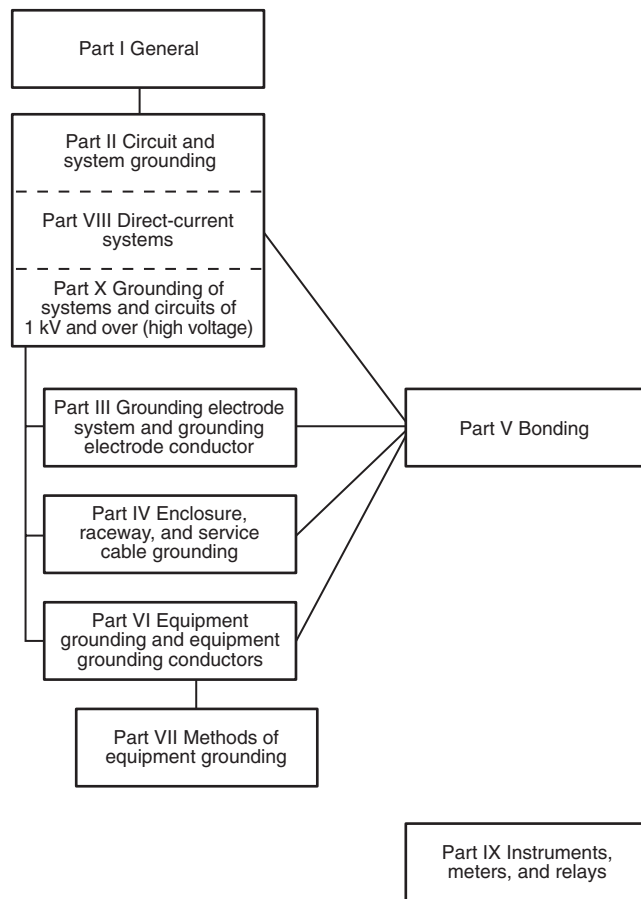 Part I General
Part II Circuit and
system grounding
Part VIII Direct-current
systems
Part X Grounding of
systems and circuits of
1 kV and over (high voltage)
Part III Grounding electrode
system and grounding
electrode conductor
Part V Bonding
Part IV Enclosure,
raceway, and service
cable grounding
Part VI Equipment
grounding and equipment
grounding conductors
Part VII Methods of
equipment grounding
Part IX Instruments,
meters, and relays